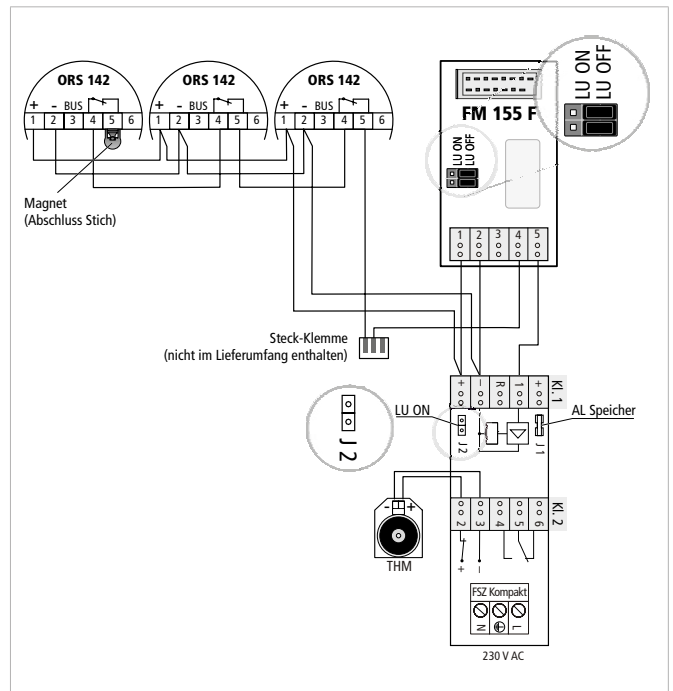 ORS 142
ORS 142
ORS 142
+ - BUS
1 2 3 4 5 6
+ - BUS
1 2 3 4 5 6
+ - BUS
1 2 3 4 5 6
Magnet
(Abschluss Stich)
FM 155 F
LU ON
LU OFF
LU ON
LU OFF
1 2 3 4 5
Steck-Klemme
(nicht im Lieferumfang enthalten)
+ – R 1 + Kl. 1
LU ON
J 2
J 2
J 1
AL Speicher
2 3 4 5 6 Kl. 2
- +
THM
+ –
FSZ Kompakt
N L
230 V AC